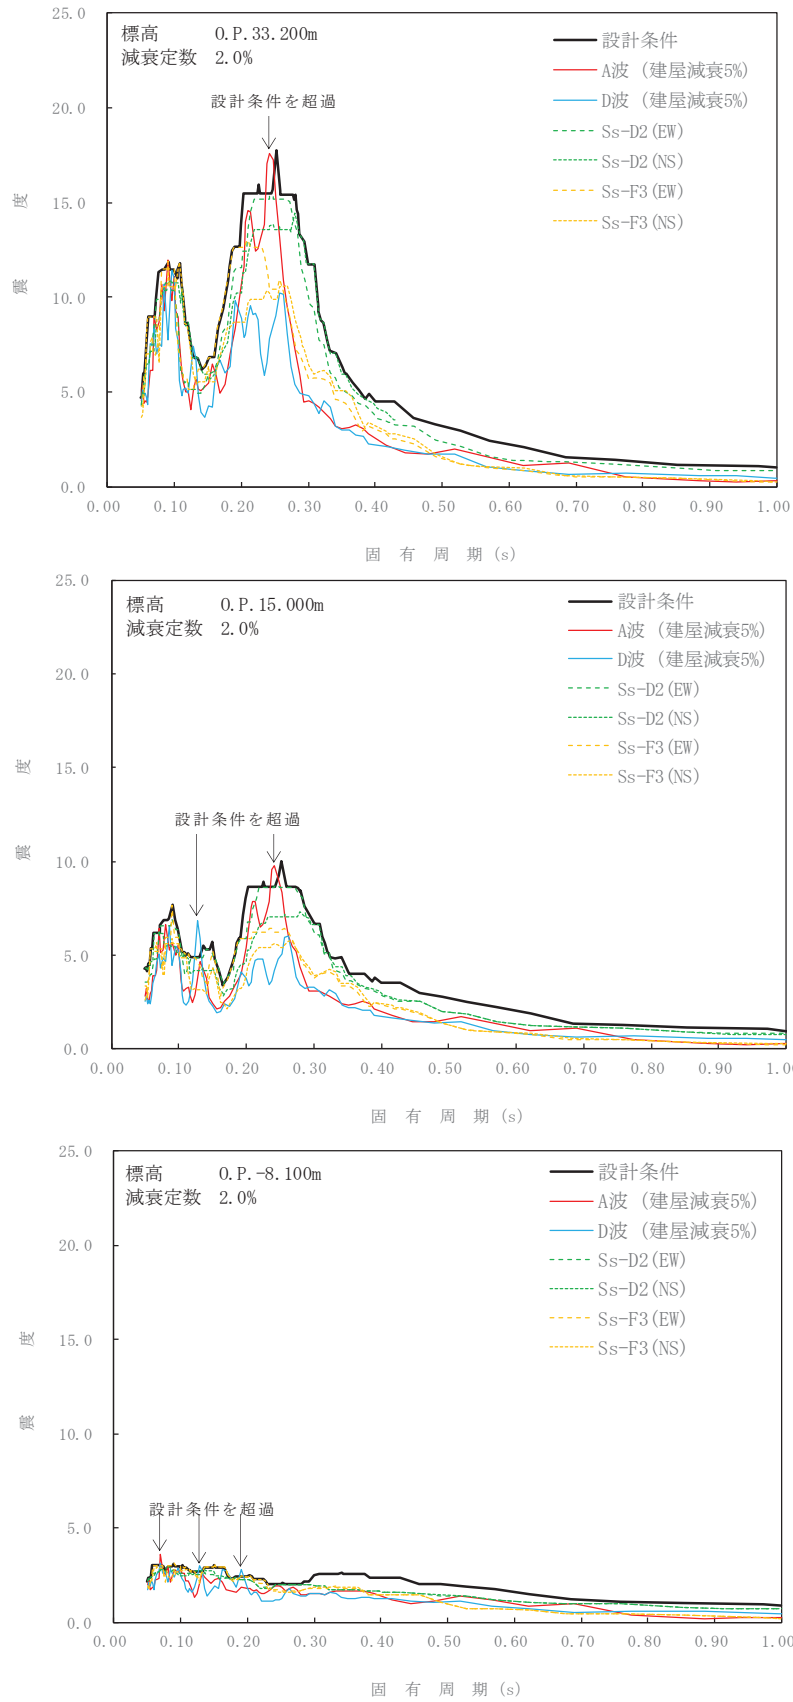 25.0
20.0
15.0
10.0
5.0
0.0
震 度
標高 O.P.33.200m
減衰定数 2.0%
設計条件を超過
設計条件
A波 (建屋減衰5%)
D波 (建屋減衰5%)
Ss-D2(EW)
Ss-D2(NS)
Ss-F3(EW)
Ss-F3(NS)
0.00 0.10 0.20 0.30 0.40 0.50 0.60 0.70 0.80 0.90 1.00
固 有 周 期 (s)
25.0
20.0
15.0
10.0
5.0
0.0
震 度
標高 O.P.15.000m
減衰定数 2.0%
設計条件を超過
設計条件
A波 (建屋減衰5%)
D波 (建屋減衰5%)
Ss-D2(EW)
Ss-D2(NS)
Ss-F3(EW)
Ss-F3(NS)
0.00 0.10 0.20 0.30 0.40 0.50 0.60 0.70 0.80 0.90 1.0
固 有 周 期 (s)
25.0
20.0
15.0
10.0
5.0
0.0
震 度
標高 O.P.-8.100m
減衰定数 2.0%
設計条件を超過
設計条件
A波 (建屋減衰5%)
D波 (建屋減衰5%)
Ss-D2(EW)
Ss-D2(NS)
Ss-F3(EW)
Ss-F3(NS)
0.00 0.10 0.20 0.30 0.40 0.50 0.60 0.70 0.80 0.90 1.00
固 有 周 期 (s)